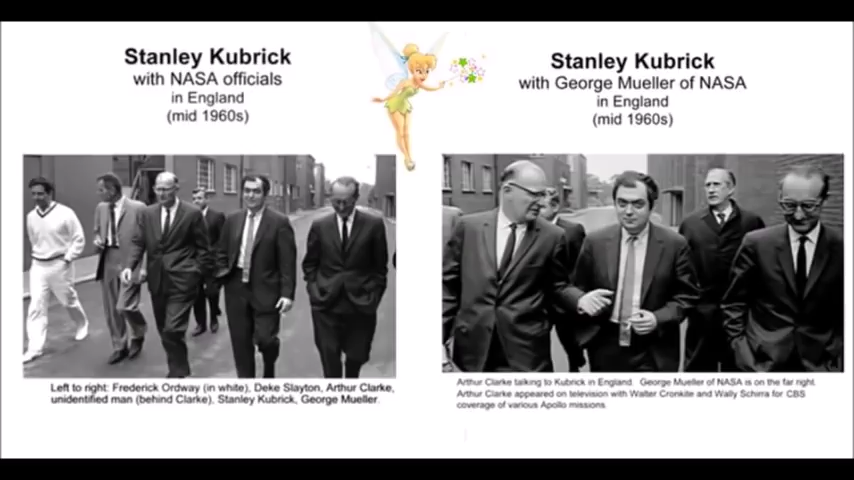 Stanley Kubrick
with NASA officials
in England
(mid 1960s)
Left to right: Frederick Ordway (in white), Deke Slayton, Arthur Clarke,
unidentified man (behind Clarke), Stanley Kubrick, George Mueller.
Stanley Kubrick
with George Mueller of NASA
in England
(mid 1960s)
Arthur Clarke talking to Kubrick in England. George Mueller of NASA is on the far right.
Arthur Clarke appeared on television with Walter Cronkite and Wally Schirra for CBS
coverage of various Apollo missions.